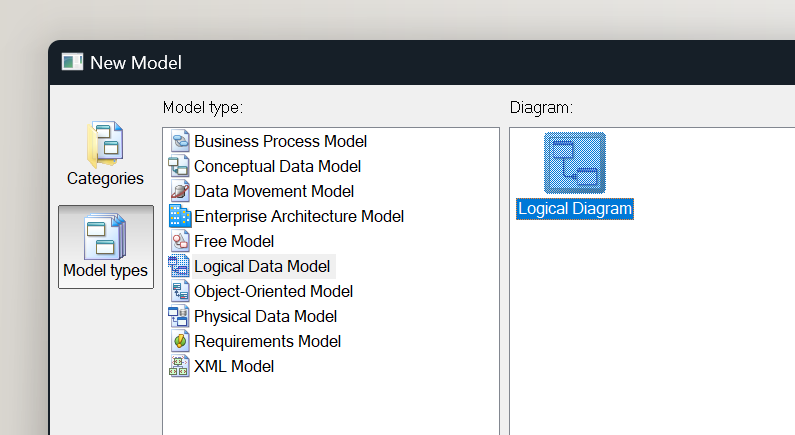 New Model
Model type:
Diagram:
Categories
Model types
Business Process Model
Conceptual Data Model
Data Movement Model
Enterprise Architecture Model
Free Model
Logical Data Model
Object-Oriented Model
Physical Data Model
Requirements Model
XML Model
Logical Diagram